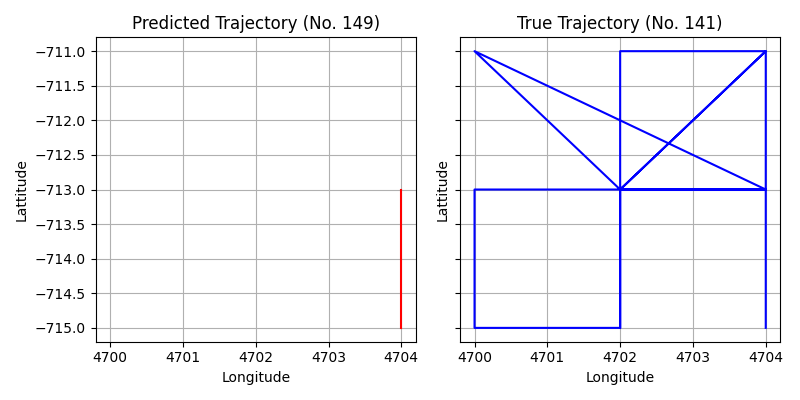 Predicted Trajectory (No. 149)
True Trajectory (No. 141)
Lattitude
−711.0
−711.5
−712.0
−712.5
−713.0
−713.5
−714.0
−714.5
−715.0
4700 4701 4702 4703 4704
Longitude
Lattitude
4700 4701 4702 4703 4704
Longitude